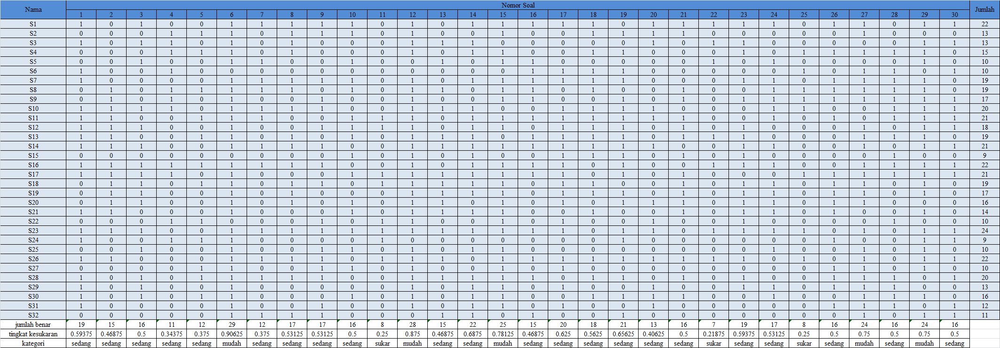 Nama Nomor Soal Jumlah
1 2 3 4 5 6 7 8 9 10 11 12 13 14 15 16 17 18 19 20 21 22 23 24 25 26 27 28 29 30
S1 1 0 1 0 0 1 1 1 1 1 0 1 0 1 1 1 1 1 0 1 1 1 1 1 0 1 1 0 1 1 22
S2 0 0 0 1 1 1 0 1 1 1 0 1 0 0 1 0 0 1 1 1 1 0 0 0 0 0 1 0 0 0 13
S3 1 0 1 1 0 1 0 1 0 0 0 1 1 1 0 0 0 0 0 1 0 1 1 0 0 0 0 0 1 1 13
S4 0 0 0 1 1 1 0 1 0 0 0 1 0 1 1 0 0 1 1 0 0 0 1 0 1 1 1 1 1 0 15
S5 0 0 1 0 0 1 1 0 0 1 0 0 1 0 1 1 0 0 0 0 0 1 0 1 0 0 0 0 1 0 10
S6 1 0 0 1 0 0 0 0 0 0 0 0 0 0 0 1 1 1 1 0 0 0 0 0 1 0 1 1 0 1 10
S7 1 0 0 0 0 1 1 1 1 1 0 1 0 1 1 1 1 1 1 0 0 0 1 1 0 1 1 1 1 0 19
S8 0 1 0 1 1 1 1 1 0 1 0 1 1 0 1 1 0 1 0 0 1 0 0 1 1 1 1 1 1 0 19
S9 0 1 0 1 0 1 0 0 1 0 0 1 0 0 1 1 0 0 1 0 1 0 1 1 1 1 1 1 1 1 17
S10 1 1 1 1 0 1 1 1 1 0 0 1 1 1 0 0 1 1 1 1 0 0 0 1 1 0 0 1 1 1 20
S11 1 1 0 0 1 1 1 0 0 1 1 1 0 1 1 1 1 1 1 1 1 0 0 1 0 1 0 1 1 1 21
S12 1 1 1 0 0 1 0 0 1 1 1 1 0 1 1 0 1 1 1 0 1 0 1 0 0 0 1 0 1 1 18
S13 1 1 0 0 1 1 0 1 0 1 0 1 1 1 0 1 1 1 1 0 1 1 1 0 0 0 1 1 1 0 19
S14 1 1 1 0 0 1 1 1 1 0 0 1 1 1 1 1 1 1 1 1 0 0 1 1 0 0 1 0 1 1 21
S15 0 0 0 0 0 0 0 0 0 1 0 1 0 1 0 0 1 1 1 0 1 0 1 0 0 0 0 1 0 0 9
S16 1 1 1 1 1 1 1 1 1 0 0 1 0 1 1 1 1 0 1 0 0 1 1 1 0 0 1 1 1 1 22
S17 1 1 1 1 0 1 0 0 0 1 1 1 1 1 1 1 1 0 1 0 1 0 0 0 1 1 1 1 1 1 21
S18 0 1 1 0 1 1 0 1 1 0 1 1 1 1 1 0 1 1 0 0 1 0 1 1 0 1 1 0 1 0 19
S19 0 1 1 0 0 1 0 1 0 0 0 1 1 1 1 0 1 1 1 0 1 0 1 1 0 1 1 0 1 0 17
S20 0 1 1 0 0 1 0 1 0 1 0 1 1 0 1 0 1 0 1 1 1 0 1 1 0 1 1 0 0 0 16
S21 1 1 0 0 0 1 0 0 0 1 0 1 1 1 1 0 0 1 0 0 1 0 1 1 0 1 0 0 1 0 14
S22 0 0 0 1 1 0 0 0 1 0 1 1 0 0 1 0 1 0 0 1 0 0 1 0 0 0 0 1 0 0 10
S23 1 1 1 0 0 1 1 1 1 1 1 1 1 1 1 1 1 0 1 1 0 1 1 1 1 0 1 0 1 1 24
S24 1 0 0 1 1 1 0 0 0 0 1 0 0 0 0 0 0 0 1 0 0 0 0 0 0 1 0 0 1 1 9
S25 0 0 1 0 0 1 0 0 1 1 0 1 0 1 1 0 0 0 0 0 0 0 0 1 0 0 1 0 1 0 10
S26 1 1 0 0 0 1 1 1 1 0 1 1 1 0 1 1 1 1 1 1 1 1 1 0 1 0 1 0 1 1 22
S27 0 0 0 0 1 1 0 0 1 1 0 1 0 0 1 0 1 0 0 0 0 0 0 0 0 1 1 0 1 0 10
S28 1 0 1 0 1 1 1 1 1 0 0 1 1 1 1 1 0 1 1 0 1 0 1 1 0 1 1 1 0 1 20
S29 1 0 1 0 0 1 0 0 0 0 0 1 0 1 1 0 1 0 0 1 0 0 1 1 0 1 1 1 0 0 13
S30 1 0 1 0 1 1 0 0 0 1 0 1 0 1 1 0 0 1 1 1 1 0 0 1 0 0 1 1 1 0 16
S31 1 0 0 0 0 1 0 0 1 0 0 1 0 1 1 0 1 0 0 1 0 0 0 0 0 1 1 1 0 1 12
S32 0 0 0 0 0 1 1 1 1 0 0 0 1 1 0 1 0 0 1 0 0 0 0 0 0 0 1 0 1 1 11
jumlah benar 19 15 16 11 12 29 12 17 17 16 8 28 15 22 25 15 20 18 21 13 16 7 19 17 8 16 24 16 24 16
tingkat kesukaran 0.59375 0.46875 0.5 0.34375 0.375 0.90625 0.375 0.53125 0.53125 0.5 0.25 0.875 0.46875 0.6875 0.78125 0.46875 0.625 0.5625 0.65625 0.40625 0.5 0.21875 0.59375 0.53125 0.25 0.5 0.75 0.5 0.75 0.5
kategori sedang sedang sedang sedang sedang mudah sedang sedang sedang sedang sukar mudah sedang sedang mudah sedang sedang sedang sedang sedang sedang sukar sedang sedang sukar sedang mudah sedang mudah sedang